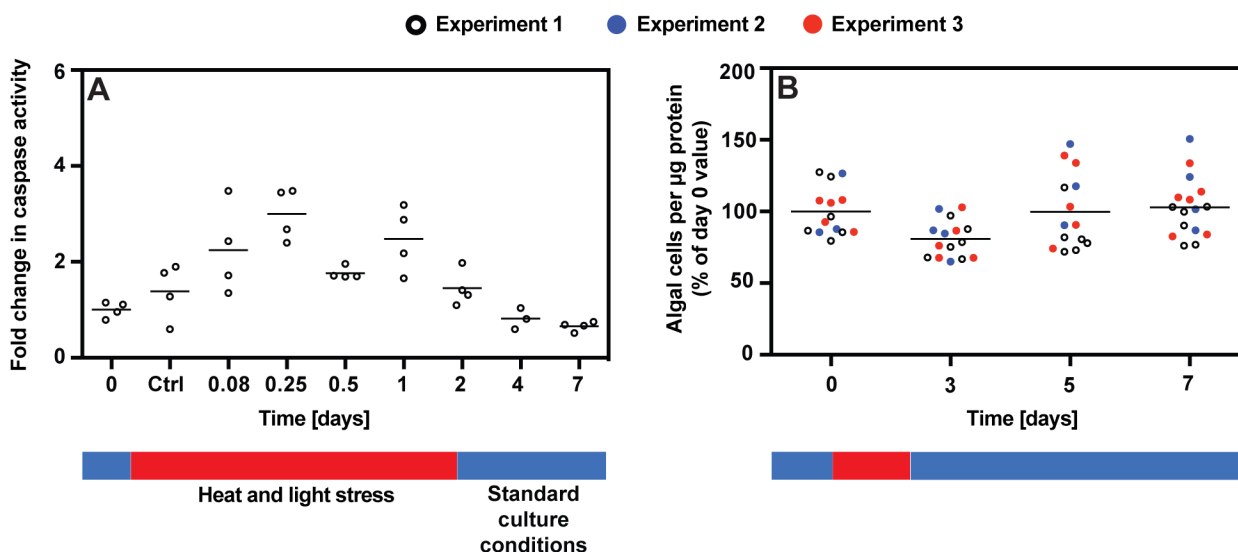 Experiment 1 Experiment 2 Experiment 3
A
Fold change in caspase activity
6
4
2
0
0 Ctrl 0.08 0.25 0.5 1 2 4 7
Time [days]
Heat and light stress
Standard
culture
conditions
B
Algal cells per µg protein
(% of day 0 value)
200
150
100
50
0
0 3 5 7
Time [days]